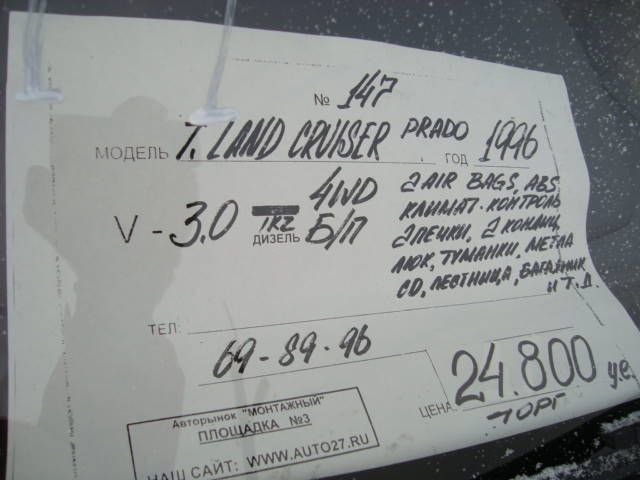 № 147
МОДЕЛЬ T. LAND CRUISER PRADO ГОД 1996
V - 3.0 1KZ ДИЗЕЛЬ 4WD Б/П
2 AIR BAGS, ABS
КЛИМАТ-КОНТРОЛЬ
2 ПЕЧКИ, 2 КОНДИЦ.
ЛЮК, ТУМАНКИ, МЕТЛА
CD, ЛЕСТНИЦА, БАГАЖНИК
И Т.Д.
ТЕЛ:
69-89-96
ЦЕНА 24.800 у.е.
ТОРГ
Авторынок "МОНТАЖНЫЙ"
ПЛОЩАДКА №3
НАШ САЙТ: WWW.AUTO27.RU